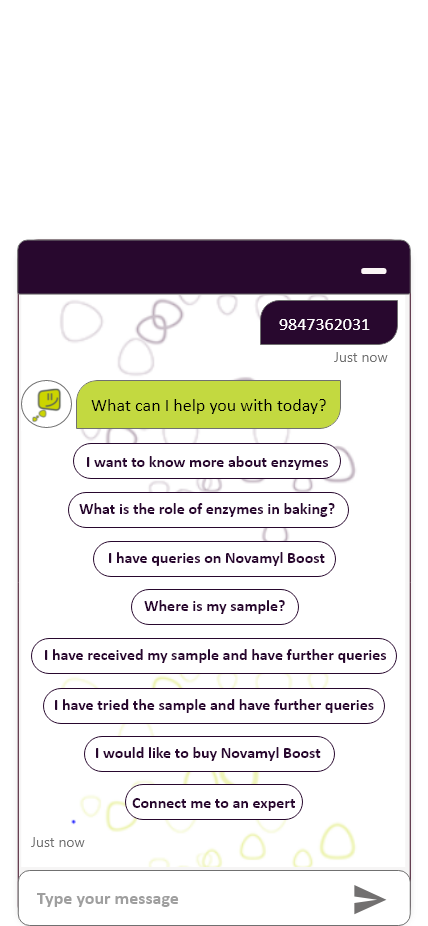 9847362031
Just now
What can I help you with today?
I want to know more about enzymes
What is the role of enzymes in baking?
I have queries on Novamyl Boost
Where is my sample?
I have received my sample and have further queries
I have tried the sample and have further queries
I would like to buy Novamyl Boost
Connect me to an expert
Just now
Type your message